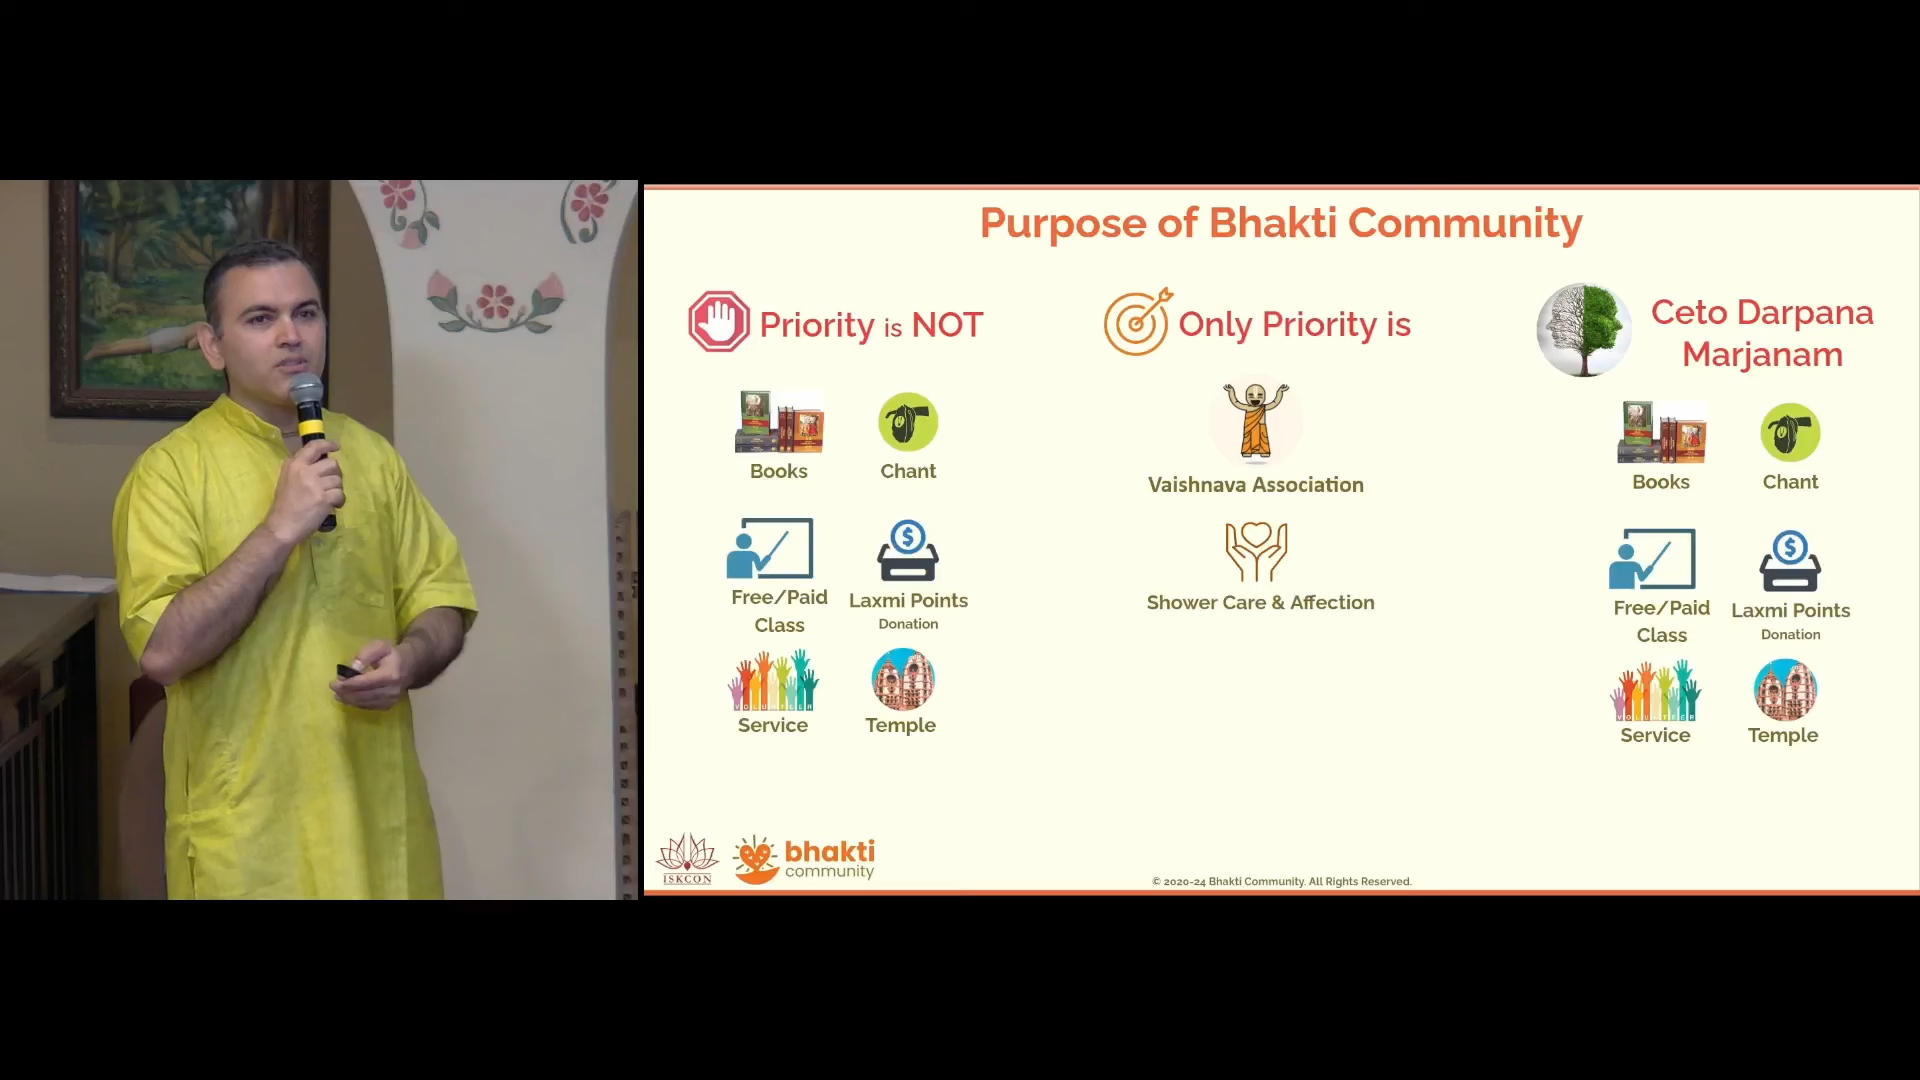 Purpose of Bhakti Community
Priority is NOT
Books
Chant
Free/Paid
Class
Laxmi Points
Donation
VOLUNTEER
Service
Temple
Only Priority is
Vaishnava Association
Shower Care & Affection
Ceto Darpana
Marjanam
Books
Chant
Free/Paid
Class
Laxmi Points
Donation
VOLUNTEER
Service
Temple
ISKCON
bhakti
community
© 2020-24 Bhakti Community. All Rights Reserved.